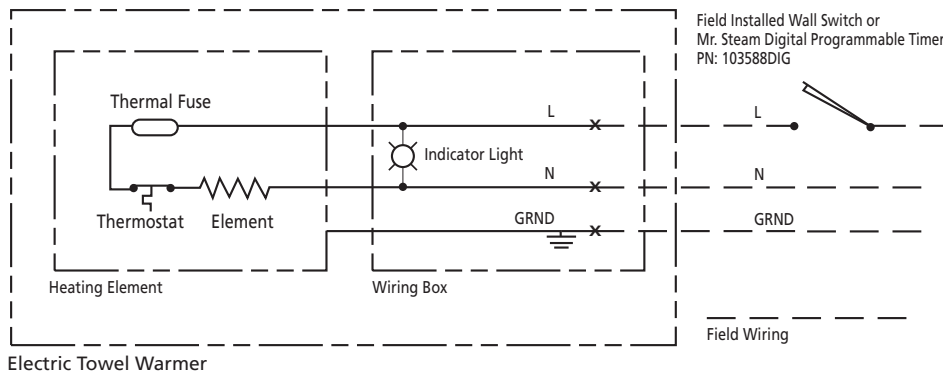 Field Installed Wall Switch or
Mr. Steam Digital Programmable Timer
PN: 103588DIG
Thermal Fuse
L
L
Indicator Light
N
N
Thermostat
Element
GRND
GRND
Heating Element
Wiring Box
Field Wiring
Electric Towel Warmer